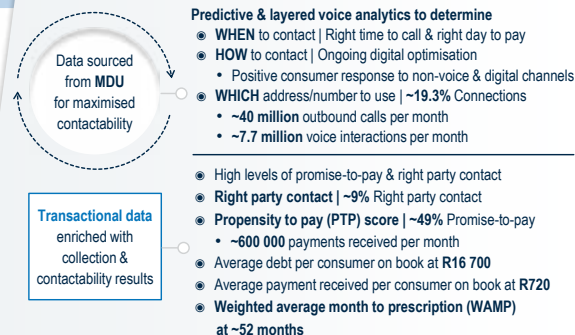 Data sourced
from MDU
for maximised
contactability
Predictive & layered voice analytics to determine
◉ WHEN to contact | Right time to call & right day to pay
◉ HOW to contact | Ongoing digital optimisation
• Positive consumer response to non-voice & digital channels
◉ WHICH address/number to use | ~19.3% Connections
• ~40 million outbound calls per month
• ~7.7 million voice interactions per month
Transactional data
enriched with
collection &
contactability results
◉ High levels of promise-to-pay & right party contact
◉ Right party contact | ~9% Right party contact
◉ Propensity to pay (PTP) score | ~49% Promise-to-pay
• ~600 000 payments received per month
◉ Average debt per consumer on book at R16 700
◉ Average payment received per consumer on book at R720
◉ Weighted average month to prescription (WAMP)
at ~52 months